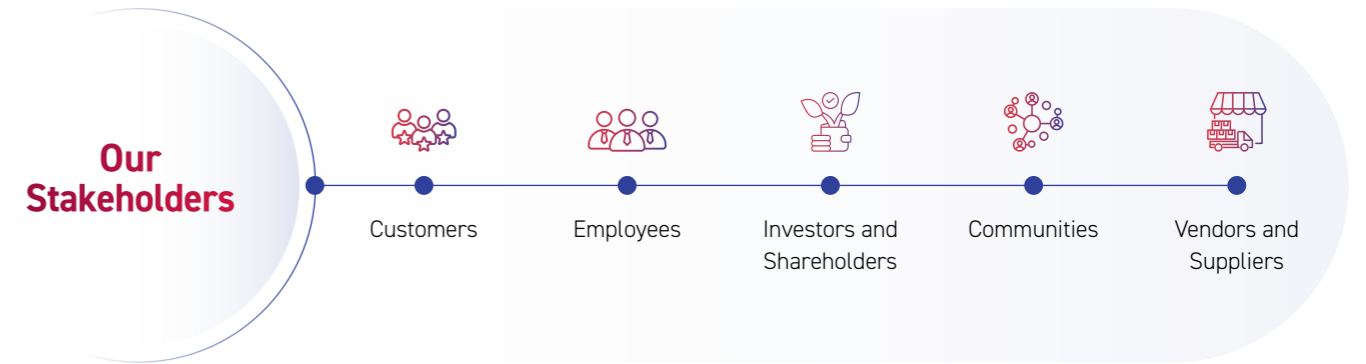 Our
Stakeholders
Customers
Employees
Investors and
Shareholders
Communities
Vendors and
Suppliers